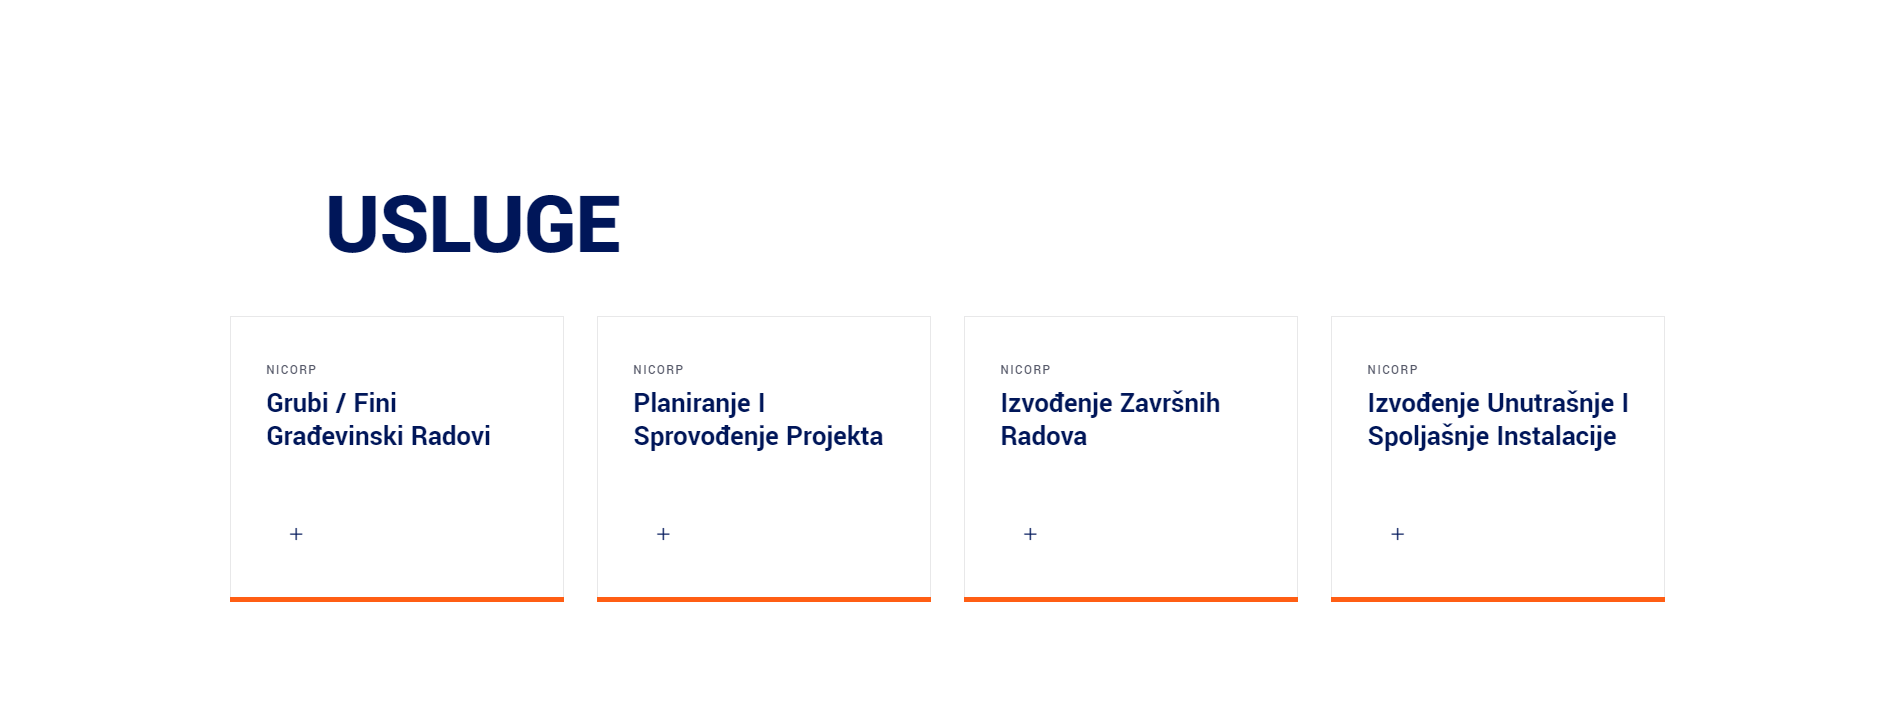 USLUGE
NICORP
Grubi / Fini
Građevinski Radovi
+
NICORP
Planiranje I
Sprovođenje Projekta
+
NICORP
Izvođenje Završnih
Radova
+
NICORP
Izvođenje Unutrašnje I
Spoljašnje Instalacije
+